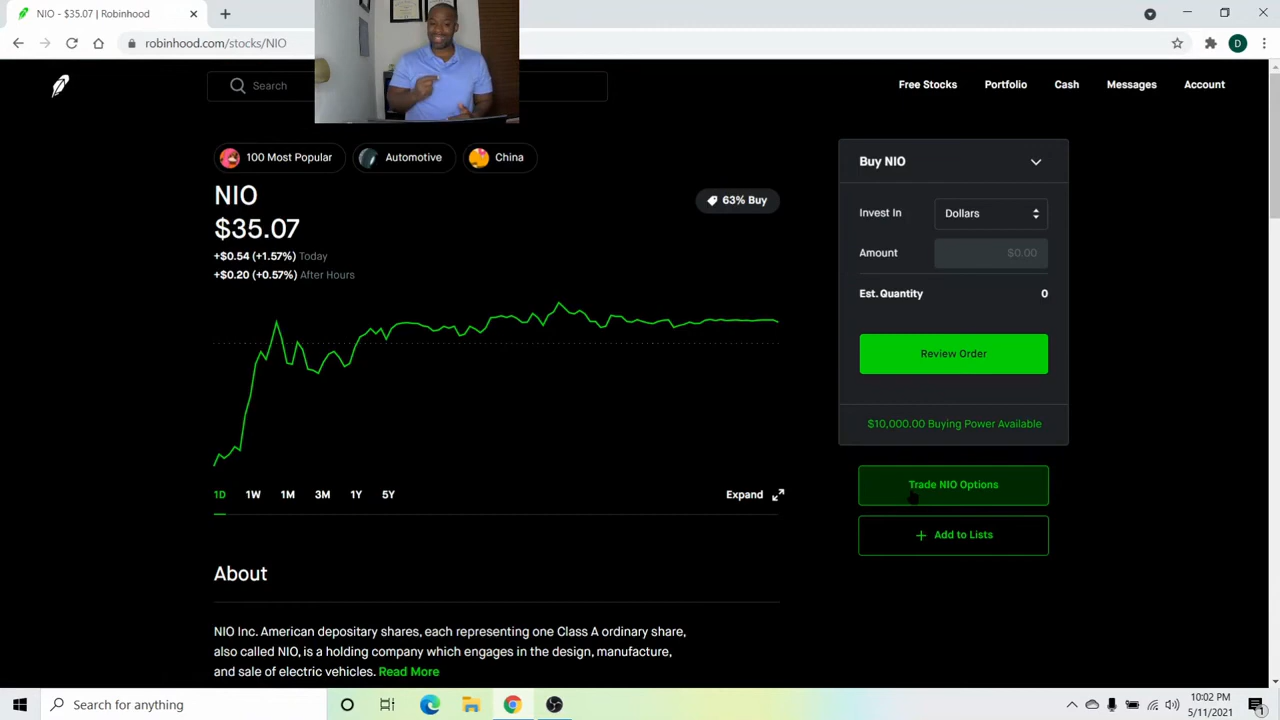 NIO - $35.07 | Robinhood
robinhood.com/stocks/NIO
D
Search
Free Stocks
Portfolio
Cash
Messages
Account
100 Most Popular
Automotive
China
NIO
$35.07
63% Buy
+$0.54 (+1.57%) Today
+$0.20 (+0.57%) After Hours
1D
1W
1M
3M
1Y
5Y
Expand
Buy NIO
Invest In
Dollars
Amount
$0.00
Est. Quantity
0
Review Order
$10,000.00 Buying Power Available
Trade NIO Options
+ Add to Lists
About
NIO Inc. American depositary shares, each representing one Class A ordinary share,
also called NIO, is a holding company which engages in the design, manufacture,
and sale of electric vehicles. Read More
Search for anything
10:02 PM
5/11/2021
1